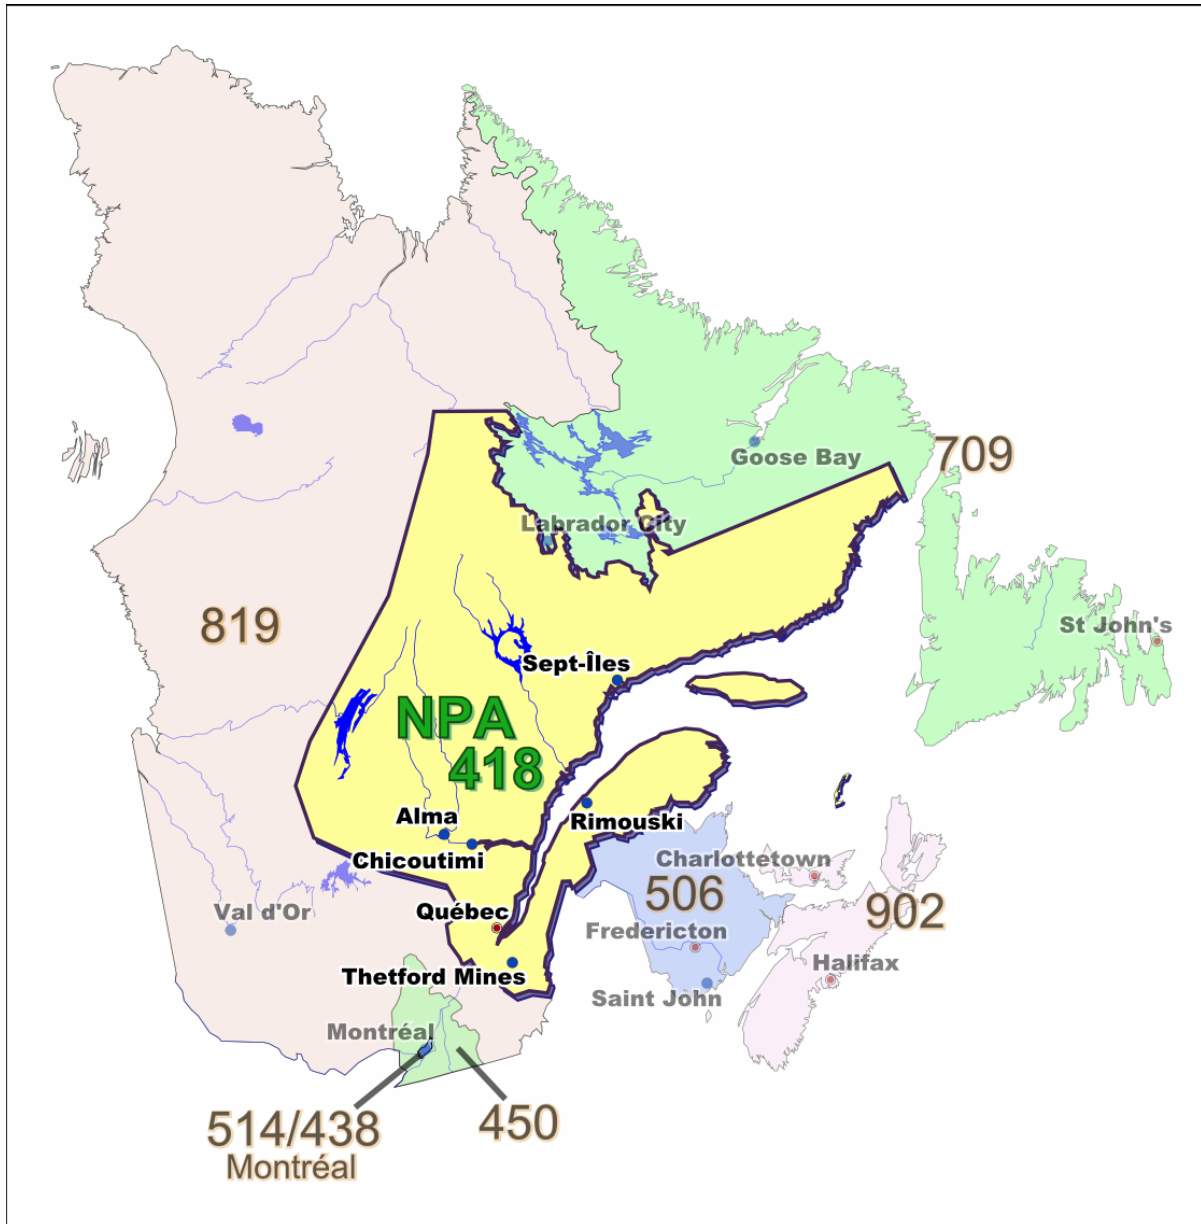 709
Goose Bay
Labrador City
819
St John's
Sept-Îles
NPA
418
Alma
Rimouski
Chicoutimi
Charlottetown
506
902
Val d'Or
Québec
Fredericton
Halifax
Thetford Mines
Saint John
Montréal
514/438
Montréal
450